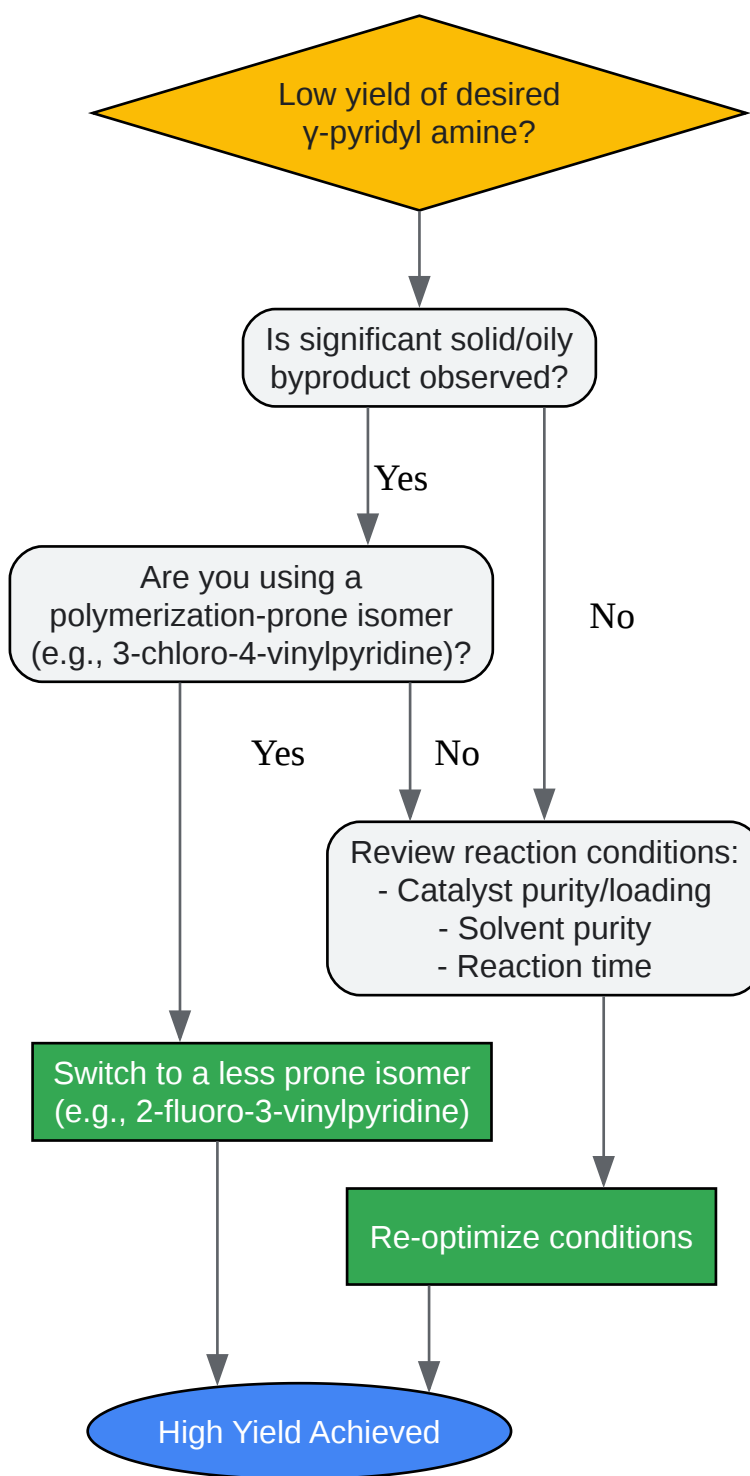 Low yield of desired
γ-pyridyl amine?
Is significant solid/oily
byproduct observed?
Yes
Are you using a
polymerization-prone isomer
(e.g., 3-chloro-4-vinylpyridine)?
No
Yes
No
Review reaction conditions:
- Catalyst purity/loading
- Solvent purity
- Reaction time
Switch to a less prone isomer
(e.g., 2-fluoro-3-vinylpyridine)
Re-optimize conditions
High Yield Achieved